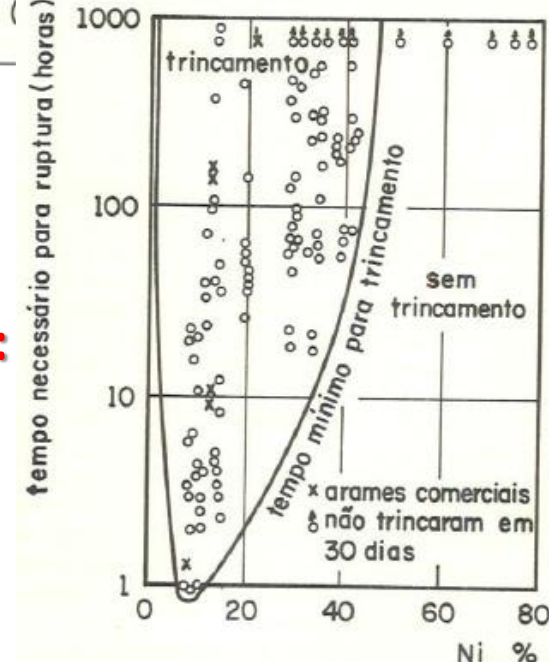 tempo necessário para ruptura (horas)
1000
100
10
1
trincamento
tempo mínimo para trincamento
sem
trincamento
x arames comerciais
não trincaram em
30 dias
0 20 40 60 80
Ni %
!!